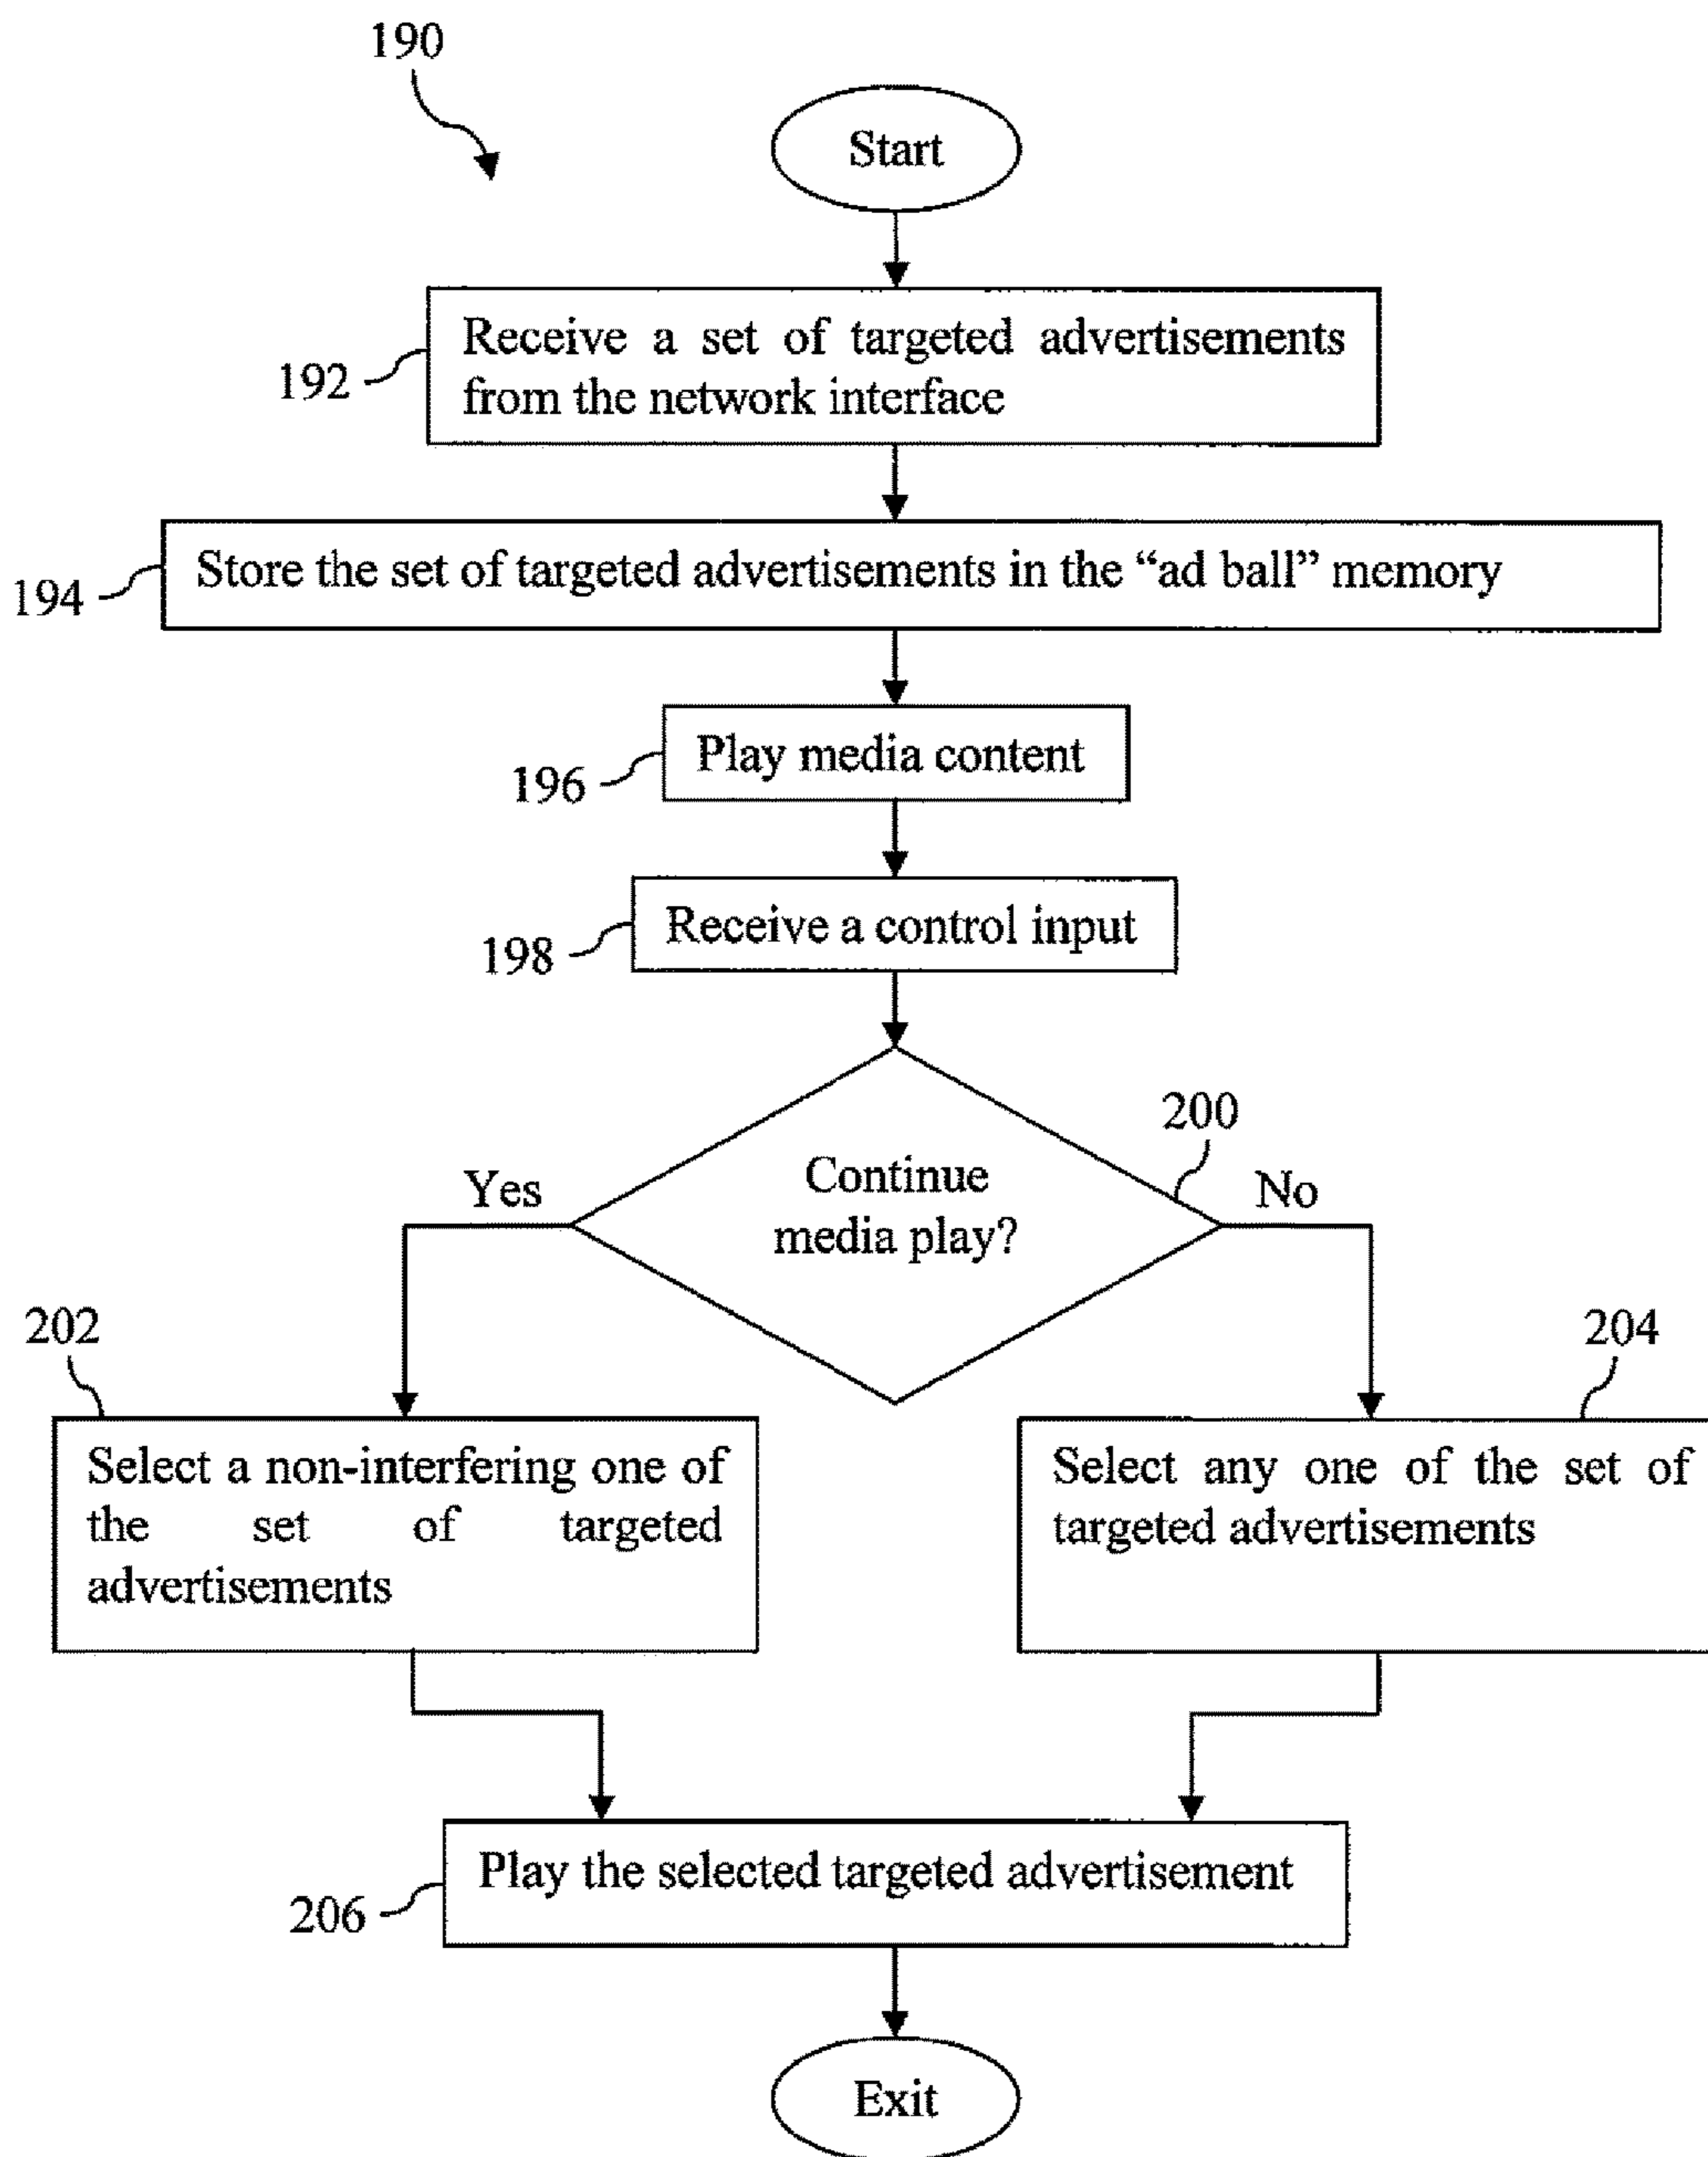 190
Start
192
Receive a set of targeted advertisements
from the network interface
194
Store the set of targeted advertisements in the “ad ball” memory
196
Play media content
198
Receive a control input
200
Continue
media play?
Yes
No
202
Select a non-interfering one of
the set of targeted
advertisements
204
Select any one of the set of
targeted advertisements
206
Play the selected targeted advertisement
Exit